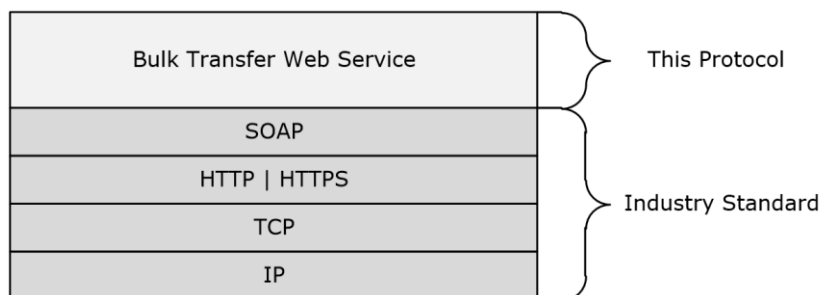 Bulk Transfer Web Service
This Protocol
SOAP
HTTP | HTTPS
TCP
IP
Industry Standard